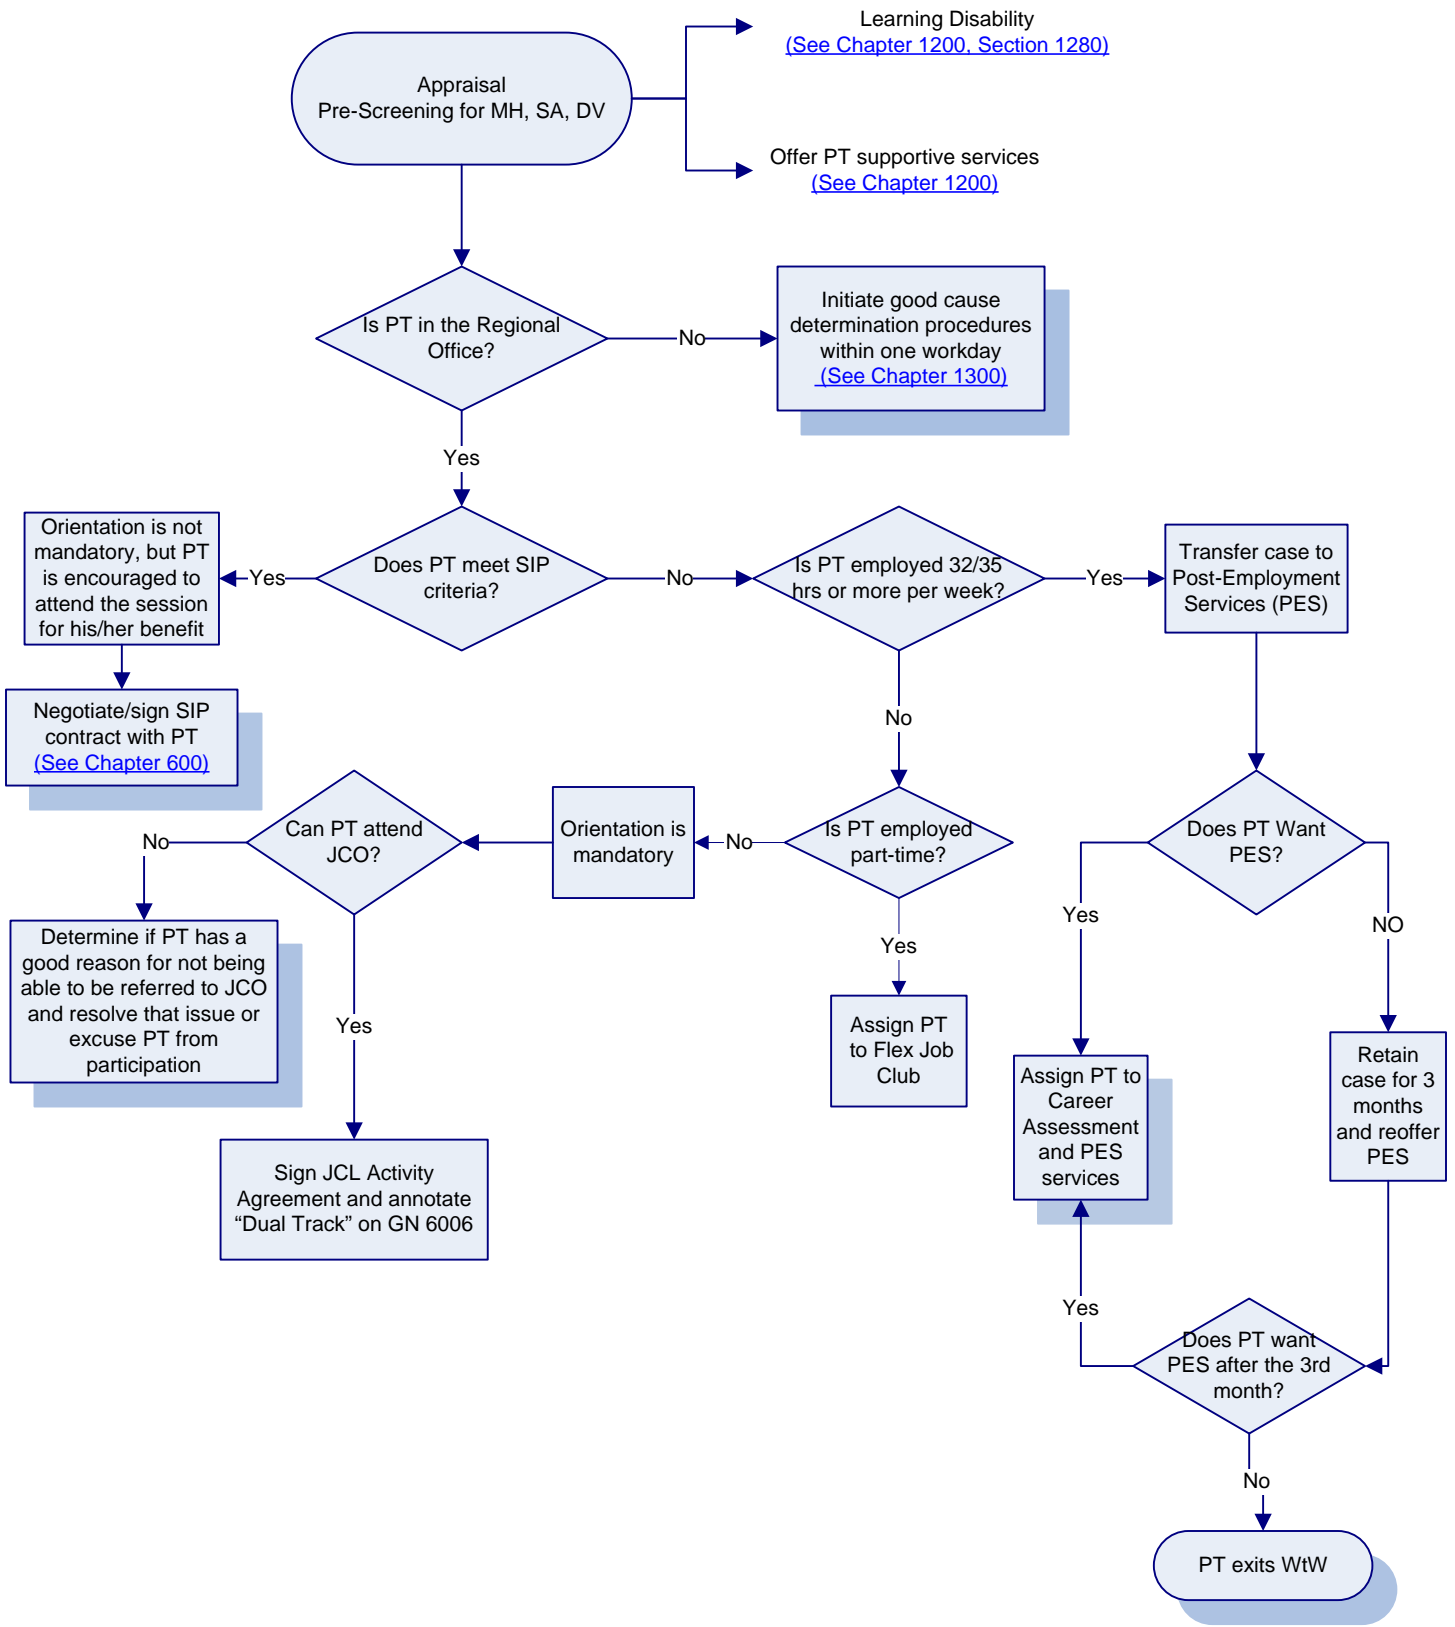 Learning Disability
(See Chapter 1200, Section 1280)
Appraisal
Pre-Screening for MH, SA, DV
Offer PT supportive services
(See Chapter 1200)
Is PT in the Regional
Office?
No
Initiate good cause
determination procedures
within one workday
(See Chapter 1300)
Yes
Orientation is not
mandatory, but PT
is encouraged to
attend the session
for his/her benefit
Yes
Does PT meet SIP
criteria?
No
Is PT employed 32/35
hrs or more per week?
Yes
Transfer case to
Post-Employment
Services (PES)
Negotiate/sign SIP
contract with PT
(See Chapter 600)
No
No
Can PT attend
JCO?
Orientation is
mandatory
No
Is PT employed
part-time?
Does PT Want
PES?
Yes
NO
Determine if PT has a
good reason for not being
able to be referred to JCO
and resolve that issue or
excuse PT from
participation
Yes
Yes
Assign PT
to Flex Job
Club
Assign PT to
Career
Assessment
and PES
services
Retain
case for 3
months
and reoffer
PES
Sign JCL Activity
Agreement and annotate
“Dual Track” on GN 6006
Yes
Does PT want
PES after the 3rd
month?
No
PT exits WtW